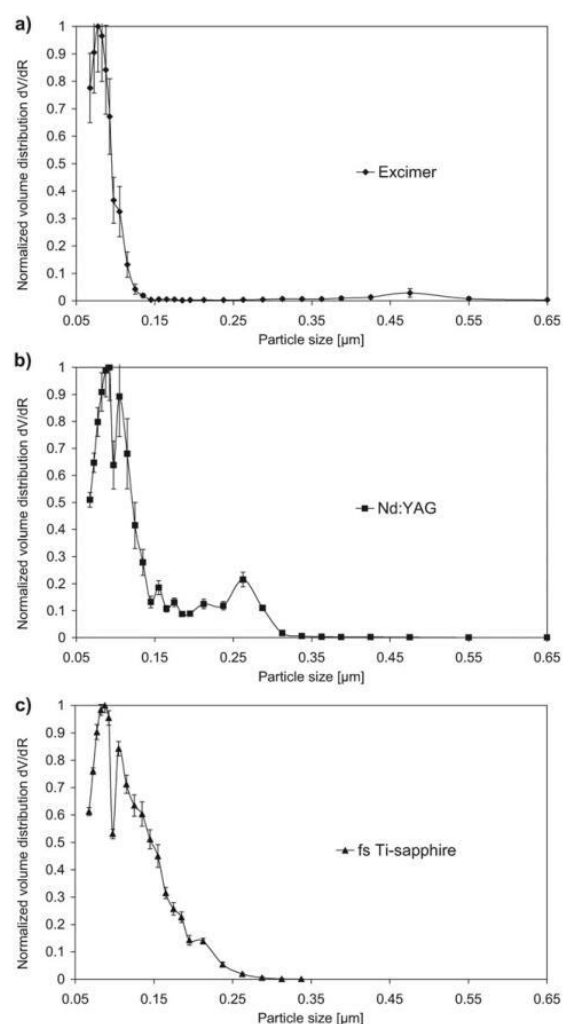 a)
Normalized volume distribution dV/dR
1
0.9
0.8
0.7
0.6
0.5
0.4
0.3
0.2
0.1
0
Excimer
0.05 0.15 0.25 0.35 0.45 0.55 0.65
Particle size [µm]
b)
Normalized volume distribution dV/dR
1
0.9
0.8
0.7
0.6
0.5
0.4
0.3
0.2
0.1
0
Nd:YAG
0.05 0.15 0.25 0.35 0.45 0.55 0.65
Particle size [µm]
c)
Normalized volume distribution dV/dR
1
0.9
0.8
0.7
0.6
0.5
0.4
0.3
0.2
0.1
0
fs Ti-sapphire
0.05 0.15 0.25 0.35 0.45 0.55 0.65
Particle size [µm]